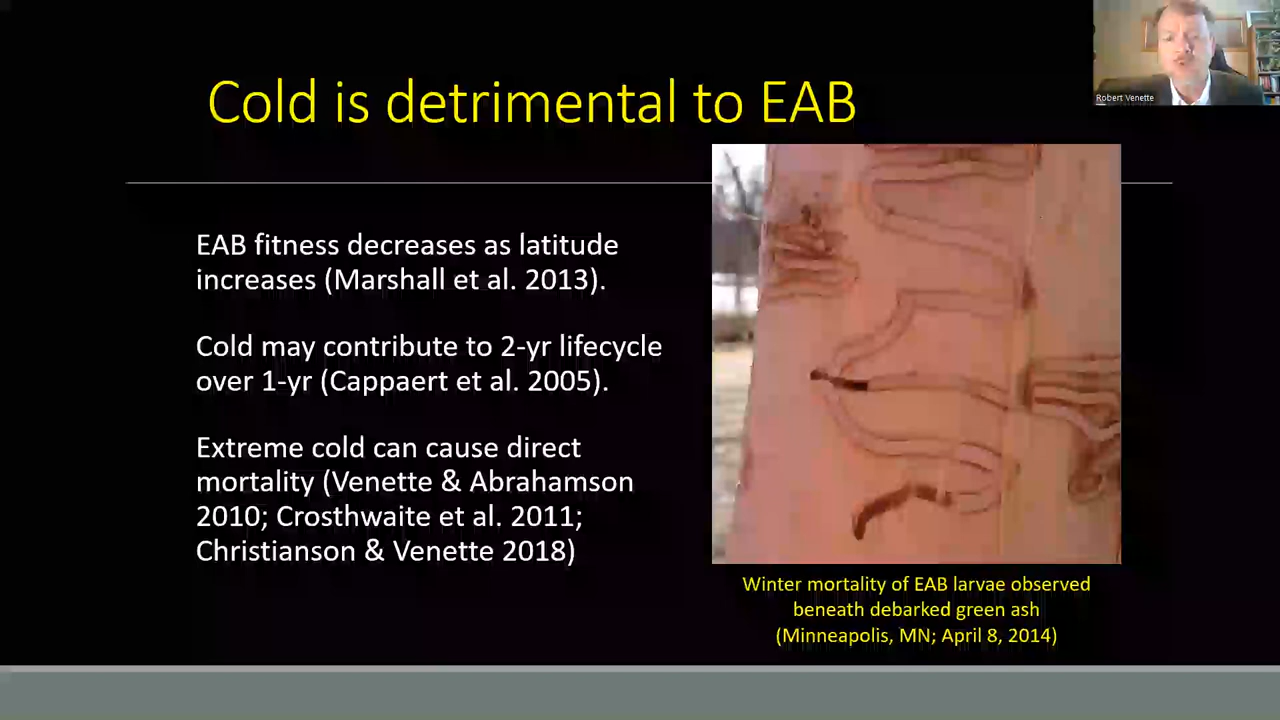 Cold is detrimental to EAB
Robert Venette
EAB fitness decreases as latitude
increases (Marshall et al. 2013).
Cold may contribute to 2-yr lifecycle
over 1-yr (Cappaert et al. 2005).
Extreme cold can cause direct
mortality (Venette & Abrahamson
2010; Crosthwaite et al. 2011;
Christianson & Venette 2018)
Winter mortality of EAB larvae observed
beneath debarked green ash
(Minneapolis, MN; April 8, 2014)